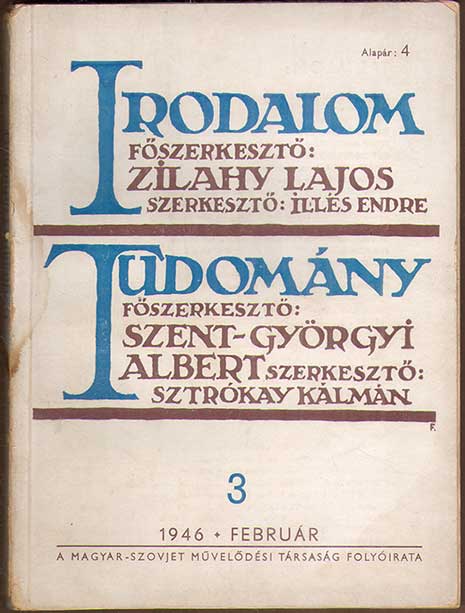 Alapár: 4
IRODALOM
FŐSZERKESZTŐ:
ZILAHY LAJOS
SZERKESZTŐ: ILLÉS ENDRE
TUDOMÁNY
FŐSZERKESZTŐ:
SZENT-GYÖRGYI
ALBERT SZERKESZTŐ:
SZTRÓKAY KÁLMÁN
F.
3
1946 + FEBRUÁR
A MAGYAR-SZOVJET MŰVELŐDÉSI TÁRSASÁG FOLYÓIRATA